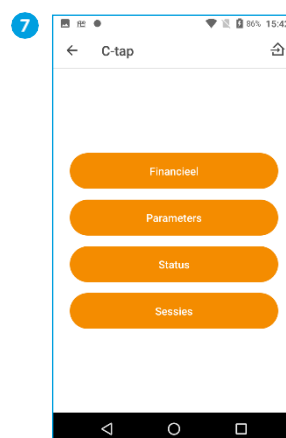 7
86% 15:42
C-tap
Financieel
Parameters
Status
Sessies